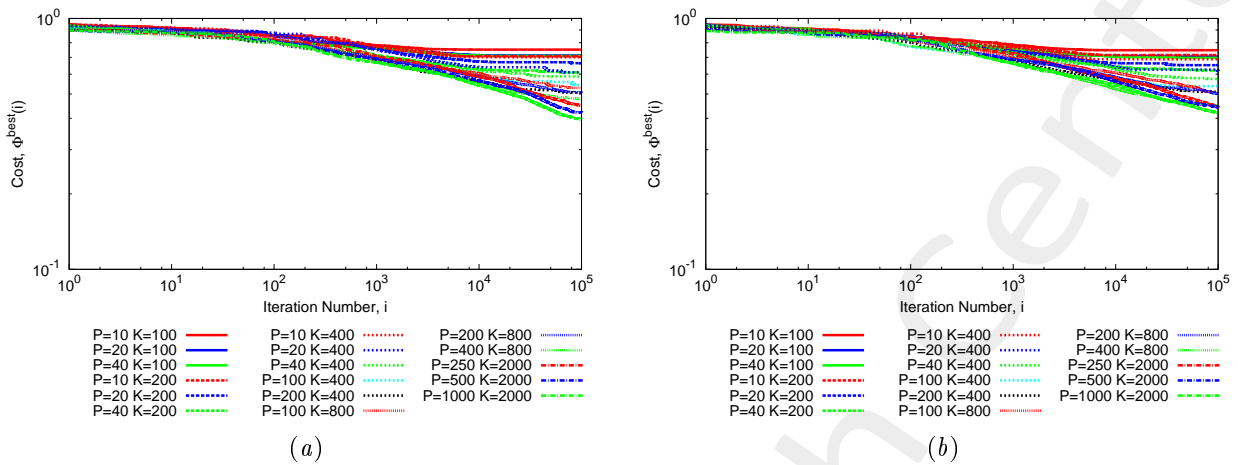 10^0
10^-1
Cost, Φ^best(i)
10^0 10^1 10^2 10^3 10^4 10^5
Iteration Number, i
P=10 K=100 P=10 K=400 P=200 K=800
P=20 K=100 P=20 K=400 P=400 K=800
P=40 K=100 P=40 K=400 P=250 K=2000
P=10 K=200 P=100 K=400 P=500 K=2000
P=20 K=200 P=200 K=400 P=1000 K=2000
P=40 K=200 P=100 K=800
(a)
10^0
10^-1
Cost, Φ^best(i)
10^0 10^1 10^2 10^3 10^4 10^5
Iteration Number, i
P=10 K=100 P=10 K=400 P=200 K=800
P=20 K=100 P=20 K=400 P=400 K=800
P=40 K=100 P=40 K=400 P=250 K=2000
P=10 K=200 P=100 K=400 P=500 K=2000
P=20 K=200 P=200 K=400 P=1000 K=2000
P=40 K=200 P=100 K=800
(b)